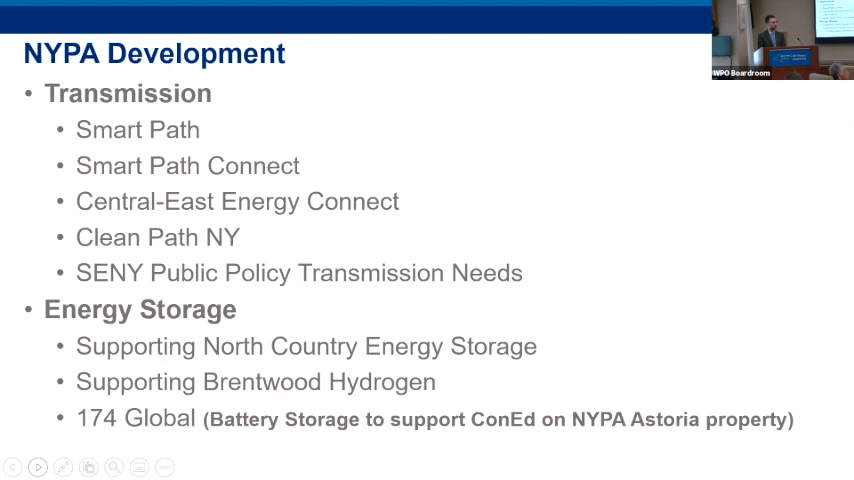 NYPA Development
• Transmission
• Smart Path
• Smart Path Connect
• Central-East Energy Connect
• Clean Path NY
• SENY Public Policy Transmission Needs
• Energy Storage
• Supporting North Country Energy Storage
• Supporting Brentwood Hydrogen
• 174 Global (Battery Storage to support ConEd on NYPA Astoria property)
WPO Boardroom